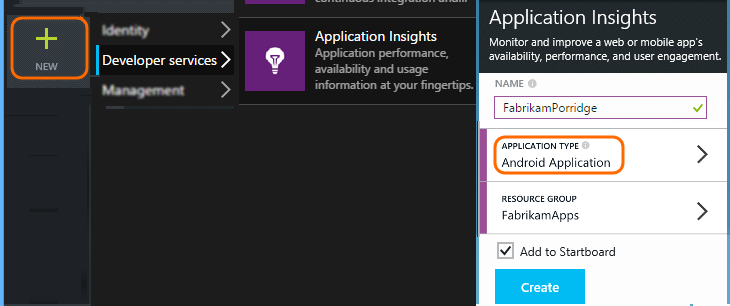 NEW
Identity
Developer services
Management
continuous integration and...
Application Insights
Application performance,
availability and usage
information at your fingertips.
Application Insights
Monitor and improve a web or mobile app's
availability, performance, and user engagement.
NAME
FabrikamPorridge
APPLICATION TYPE
Android Application
RESOURCE GROUP
FabrikamApps
Add to Startboard
Create